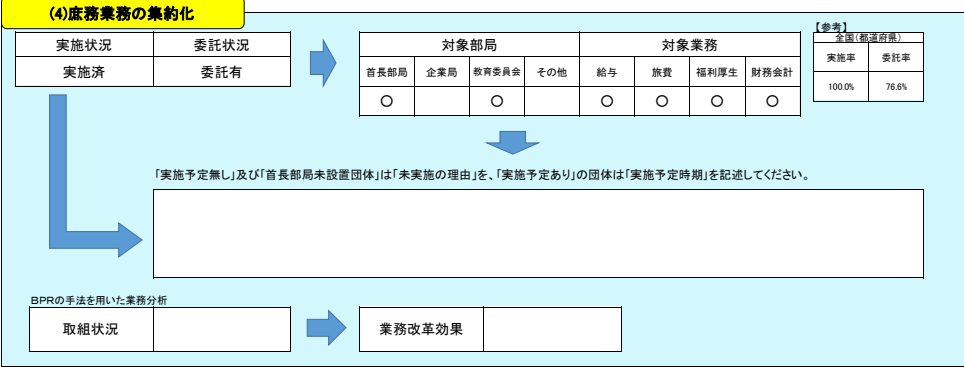 (4)庶務業務の集約化
実施状況 委託状況
実施済 委託有
対象部局 対象業務
首長部局 企業局 教育委員会 その他 給与 旅費 福利厚生 財務会計
○ ○ ○ ○ ○ ○
【参考】
全国(都道府県)
実施率 委託率
100.0% 76.6%
「実施予定無し」及び「首長部局未設置団体」は「未実施の理由」を、「実施予定あり」の団体は「実施予定時期」を記述してください。
BPRの手法を用いた業務分析
取組状況
業務改革効果